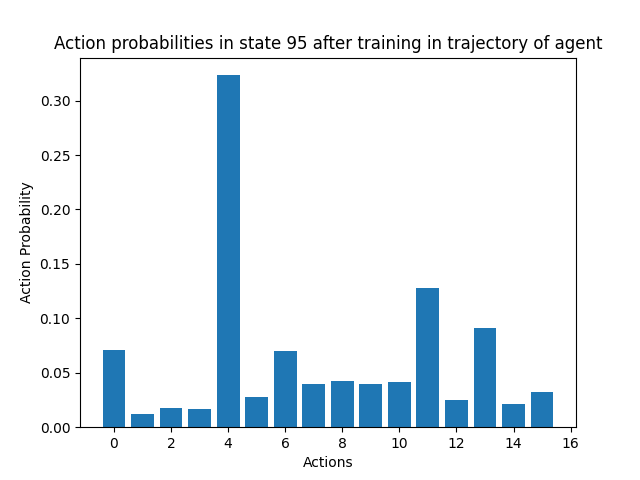 Action probabilities in state 95 after training in trajectory of agent
0.30
0.25
0.20
0.15
0.10
0.05
0.00
Action Probability
0 2 4 6 8 10 12 14 16
Actions